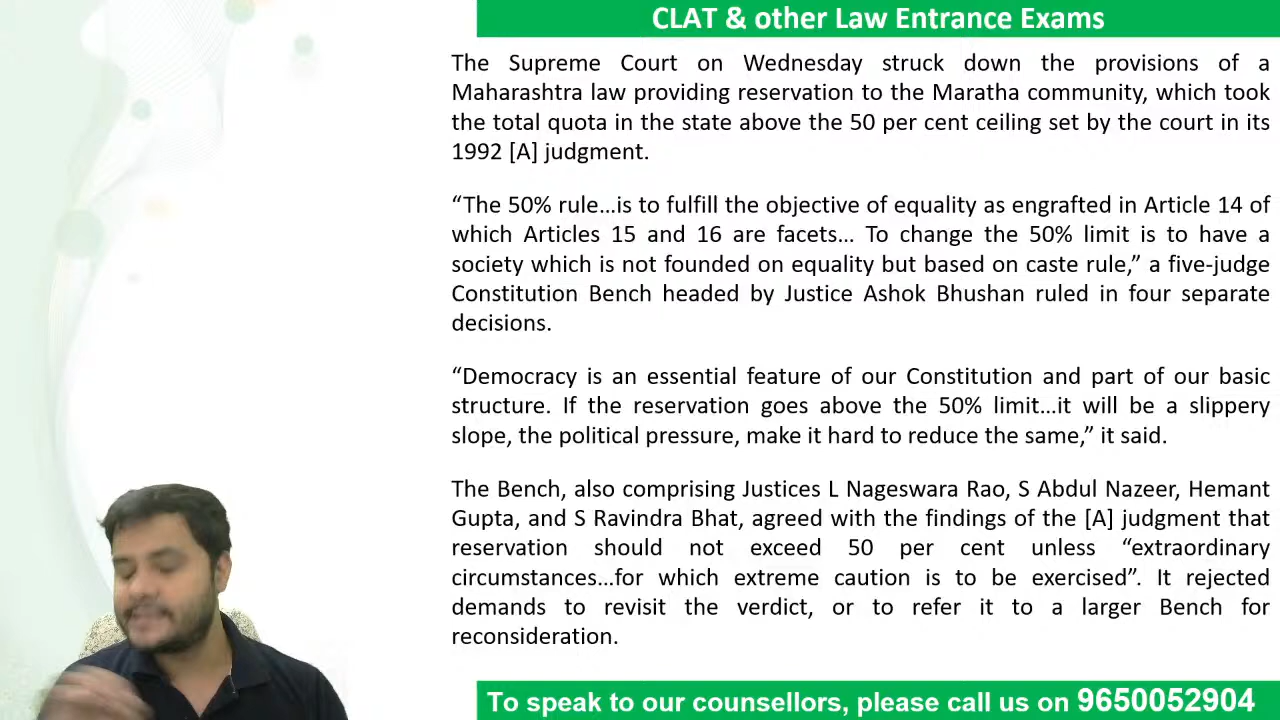 CLAT & other Law Entrance Exams
The Supreme Court on Wednesday struck down the provisions of a
Maharashtra law providing reservation to the Maratha community, which took
the total quota in the state above the 50 per cent ceiling set by the court in its
1992 [A] judgment.
“The 50% rule…is to fulfill the objective of equality as engrafted in Article 14 of
which Articles 15 and 16 are facets… To change the 50% limit is to have a
society which is not founded on equality but based on caste rule,” a five-judge
Constitution Bench headed by Justice Ashok Bhushan ruled in four separate
decisions.
“Democracy is an essential feature of our Constitution and part of our basic
structure. If the reservation goes above the 50% limit…it will be a slippery
slope, the political pressure, make it hard to reduce the same,” it said.
The Bench, also comprising Justices L Nageswara Rao, S Abdul Nazeer, Hemant
Gupta, and S Ravindra Bhat, agreed with the findings of the [A] judgment that
reservation should not exceed 50 per cent unless “extraordinary
circumstances…for which extreme caution is to be exercised”. It rejected
demands to revisit the verdict, or to refer it to a larger Bench for
reconsideration.
To speak to our counsellors, please call us on 9650052904